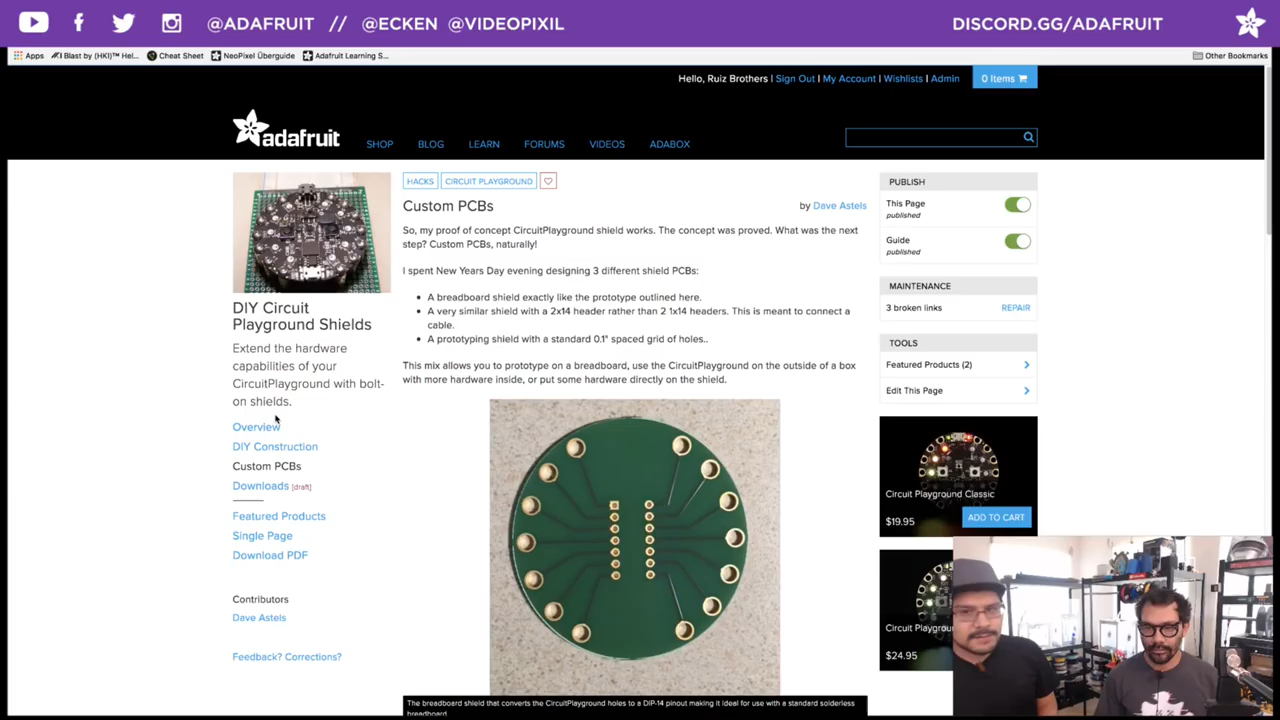 @ADAFRUIT // @ECKEN @VIDEOPIXIL
DISCORD.GG/ADAFRUIT
Apps
Blast by (HKI)™ Hel...
Cheat Sheet
NeoPixel Überguide
Adafruit Learning S...
Other Bookmarks
Hello, Ruiz Brothers | Sign Out | My Account | Wishlists | Admin
0 Items
adafruit
SHOP
BLOG
LEARN
FORUMS
VIDEOS
ADABOX
DIY Circuit
Playground Shields
Extend the hardware
capabilities of your
CircuitPlayground with bolt-
on shields.
Overview
DIY Construction
Custom PCBs
Downloads [draft]
Featured Products
Single Page
Download PDF
Contributors
Dave Astels
Feedback? Corrections?
HACKS
CIRCUIT PLAYGROUND
Custom PCBs
by Dave Astels
So, my proof of concept CircuitPlayground shield works. The concept was proved. What was the next
step? Custom PCBs, naturally!
I spent New Years Day evening designing 3 different shield PCBs:
• A breadboard shield exactly like the prototype outlined here.
• A very similar shield with a 2x14 header rather than 2 1x14 headers. This is meant to connect a
cable.
• A prototyping shield with a standard 0.1" spaced grid of holes..
This mix allows you to prototype on a breadboard, use the CircuitPlayground on the outside of a box
with more hardware inside, or put some hardware directly on the shield.
The breadboard shield that converts the CircuitPlayground holes to a DIP-14 pinout making it ideal for use with a standard solderless
breadboard
PUBLISH
This Page
published
Guide
published
MAINTENANCE
3 broken links
REPAIR
TOOLS
Featured Products (2)
Edit This Page
Circuit Playground Classic
$19.95
ADD TO CART
Circuit Playgroun
$24.95